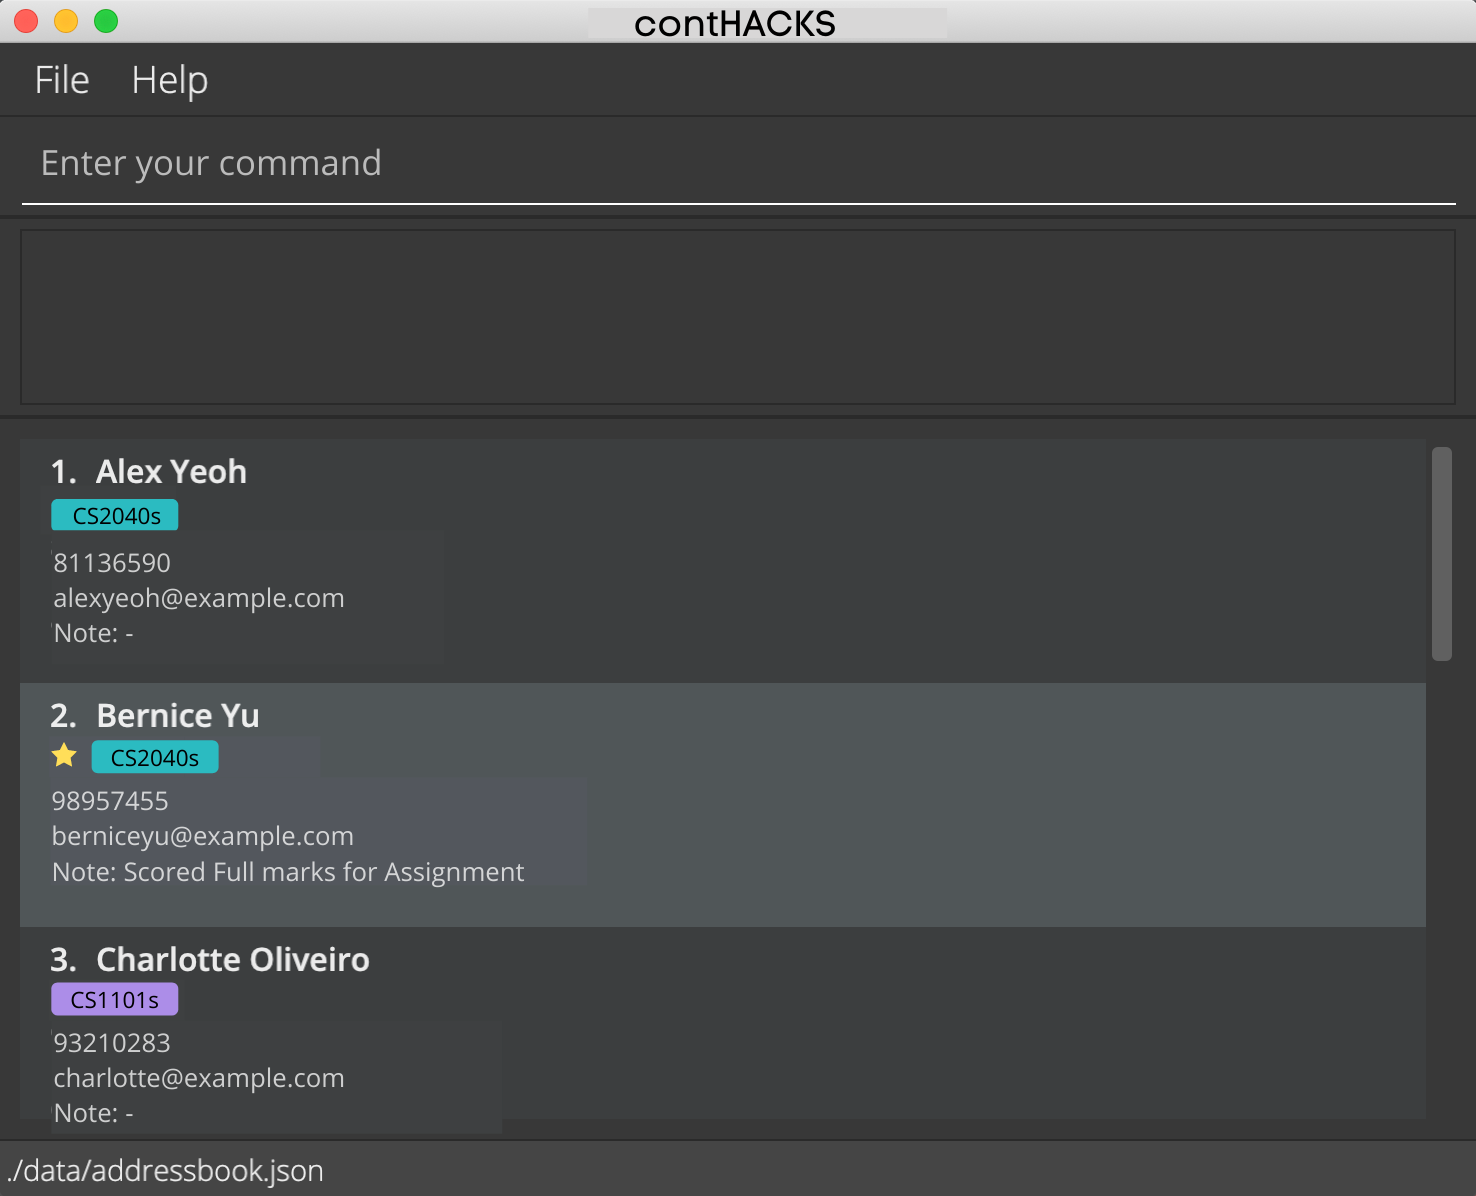 contHACKS
File Help
Enter your command
1. Alex Yeoh
CS2040s
81136590
alexyeoh@example.com
Note: -
2. Bernice Yu
CS2040s
98957455
berniceyu@example.com
Note: Scored Full marks for Assignment
3. Charlotte Oliveiro
CS1101s
93210283
charlotte@example.com
Note: -
./data/addressbook.json